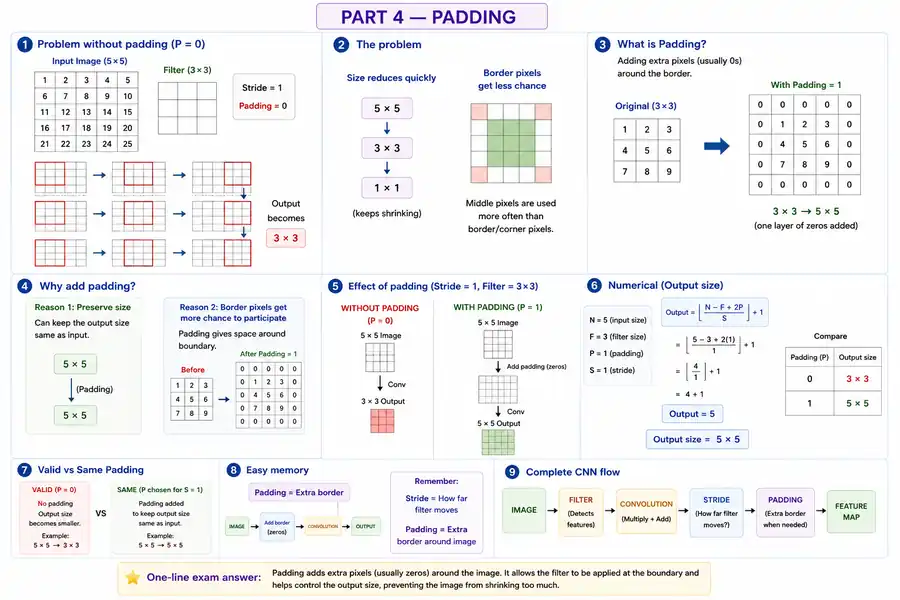 PART 4 — PADDING
1 Problem without padding (P = 0)
Input Image (5×5)
1 2 3 4 5
6 7 8 9 10
11 12 13 14 15
16 17 18 19 20
21 22 23 24 25
Filter (3×3)
Stride = 1
Padding = 0
Output
becomes
3 × 3
2 The problem
Size reduces quickly
5 × 5
3 × 3
1 × 1
(keeps shrinking)
Border pixels
get less chance
Middle pixels are used
more often than
border/corner pixels.
3 What is Padding?
Adding extra pixels (usually 0s)
around the border.
Original (3×3)
1 2 3
4 5 6
7 8 9
With Padding = 1
0 0 0 0 0
0 1 2 3 0
0 4 5 6 0
0 7 8 9 0
0 0 0 0 0
3 × 3 → 5 × 5
(one layer of zeros added)
4 Why add padding?
Reason 1: Preserve size
Can keep the output size
same as input.
5 × 5
(Padding)
5 × 5
Reason 2: Border pixels get
more chance to participate
Padding gives space around
boundary.
Before
1 2 3
4 5 6
7 8 9
After Padding = 1
0 0 0 0 0
0 1 2 3 0
0 4 5 6 0
0 7 8 9 0
0 0 0 0 0
5 Effect of padding (Stride = 1, Filter = 3×3)
WITHOUT PADDING
(P = 0)
5 × 5 Image
Conv
3 × 3 Output
WITH PADDING (P = 1)
5 × 5 Image
Add padding (zeros)
Conv
5 × 5 Output
6 Numerical (Output size)
N = 5 (input size)
F = 3 (filter size)
P = 1 (padding)
S = 1 (stride)
Output = ⌊(N − F + 2P)/S⌋ + 1
= ⌊(5 − 3 + 2(1))/1⌋ + 1
= ⌊4/1⌋ + 1
= 4 + 1
Output = 5
Output size = 5 × 5
Compare
Padding (P) Output size
0 3 × 3
1 5 × 5
7 Valid vs Same Padding
VALID (P = 0)
No padding
Output size
becomes smaller.
Example:
5 × 5 → 3 × 3
VS
SAME (P chosen for S = 1)
Padding added
to keep output size
same as input.
Example:
5 × 5 → 5 × 5
8 Easy memory
Padding = Extra border
IMAGE
Add border
(zeros)
CONVOLUTION
OUTPUT
Remember:
Stride = How far
filter moves
Padding = Extra
border around image
9 Complete CNN flow
IMAGE
FILTER
(Detects
features)
CONVOLUTION
(Multiply + Add)
STRIDE
(How far filter
moves?)
PADDING
(Extra border
when needed)
FEATURE
MAP
One-line exam answer:
Padding adds extra pixels (usually zeros) around the image. It allows the filter to be applied at the boundary and
helps control the output size, preventing the image from shrinking too much.